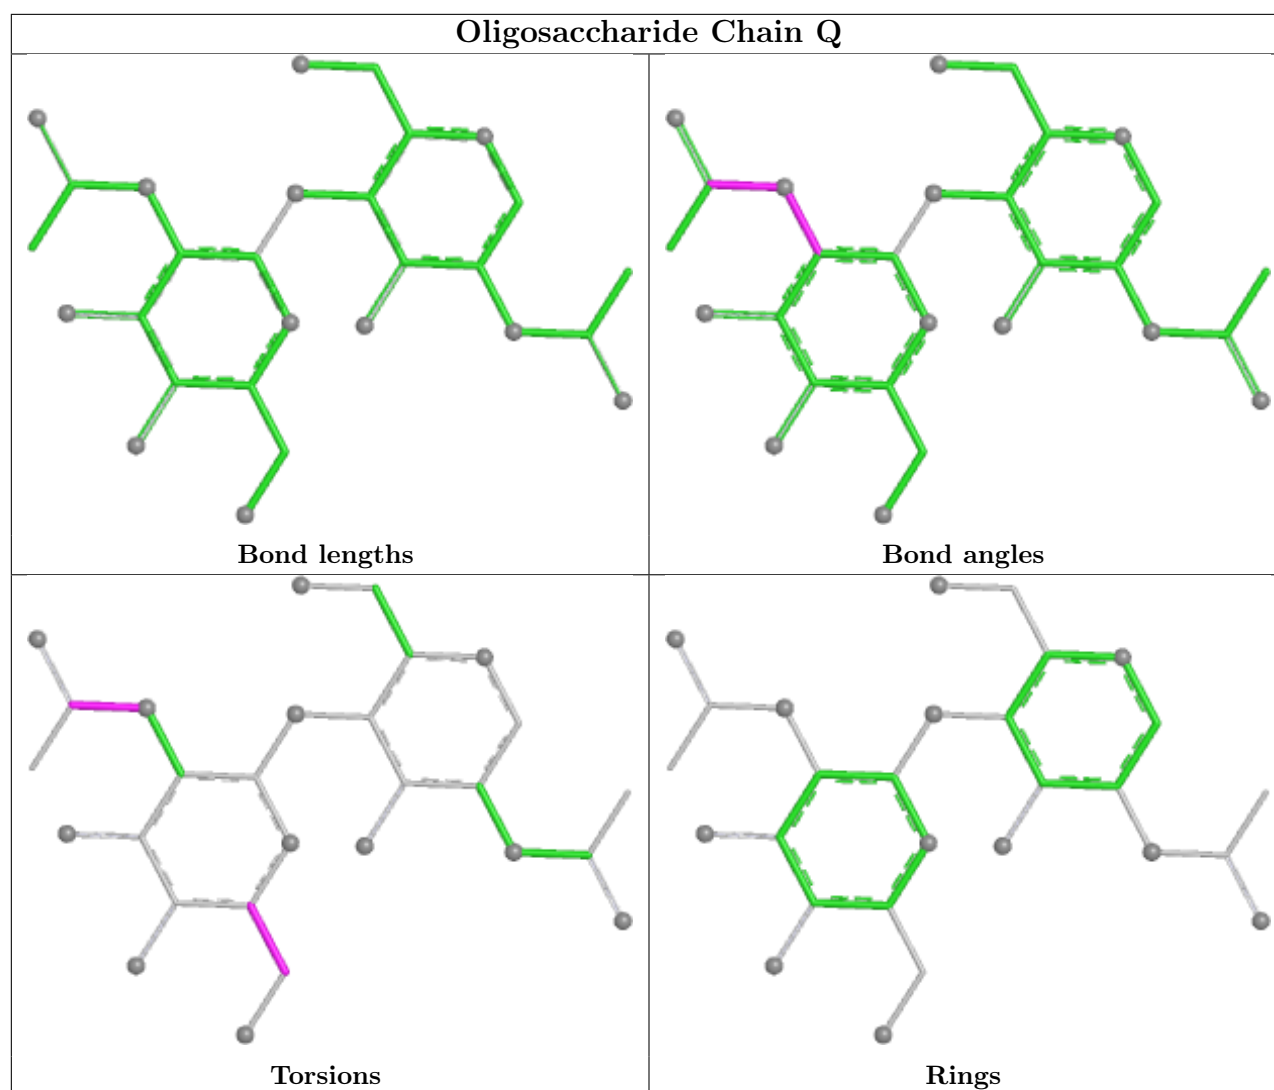 Oligosaccharide Chain Q
Bond lengths
Bond angles
Torsions
Rings